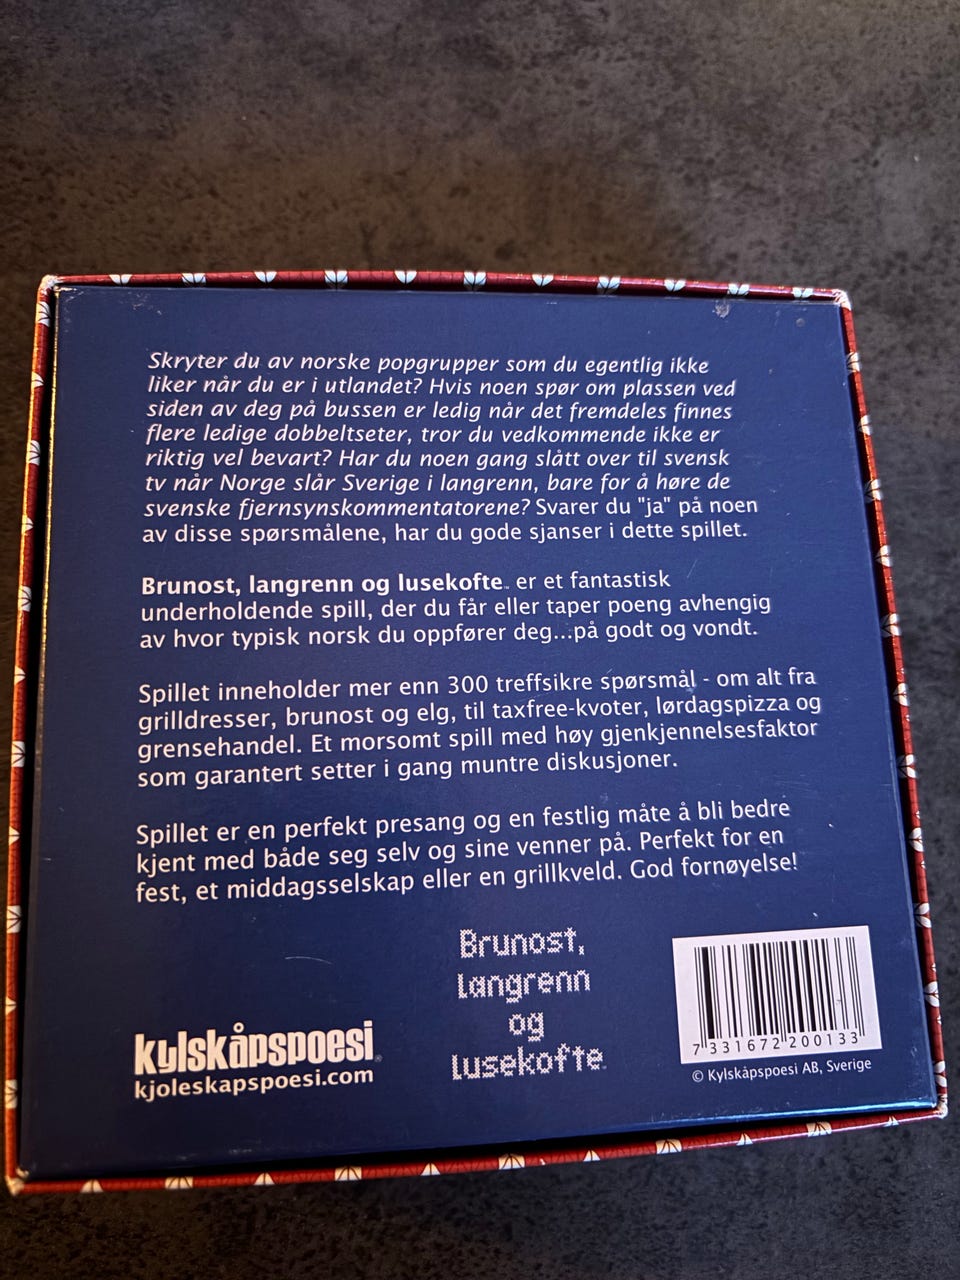 Skryter du av norske popgrupper som du egentlig ikke
liker når du er i utlandet? Hvis noen spør om plassen ved
siden av deg på bussen er ledig når det fremdeles finnes
flere ledige dobbeltseter, tror du vedkommende ikke er
riktig vel bevart? Har du noen gang slått over til svensk
tv når Norge slår Sverige i langrenn, bare for å høre de
svenske fjernsynskommentatorene? Svarer du "ja" på noen
av disse spørsmålene, har du gode sjanser i dette spillet.
Brunost, langrenn og lusekofte™ er et fantastisk
underholdende spill, der du får eller taper poeng avhengig
av hvor typisk norsk du oppfører deg...på godt og vondt.
Spillet inneholder mer enn 300 treffsikre spørsmål - om alt fra
grilldresser, brunost og elg, til taxfree-kvoter, lørdagspizza og
grensehandel. Et morsomt spill med høy gjenkjennelsesfaktor
som garantert setter i gang muntre diskusjoner.
Spillet er en perfekt presang og en festlig måte å bli bedre
kjent med både seg selv og sine venner på. Perfekt for en
fest, et middagsselskap eller en grillkveld. God fornøyelse!
Brunost,
langrenn
og
lusekofte™
kylskåpspoesi®
kjoleskapspoesi.com
7 331672 200133
© Kylskåpspoesi AB, Sverige